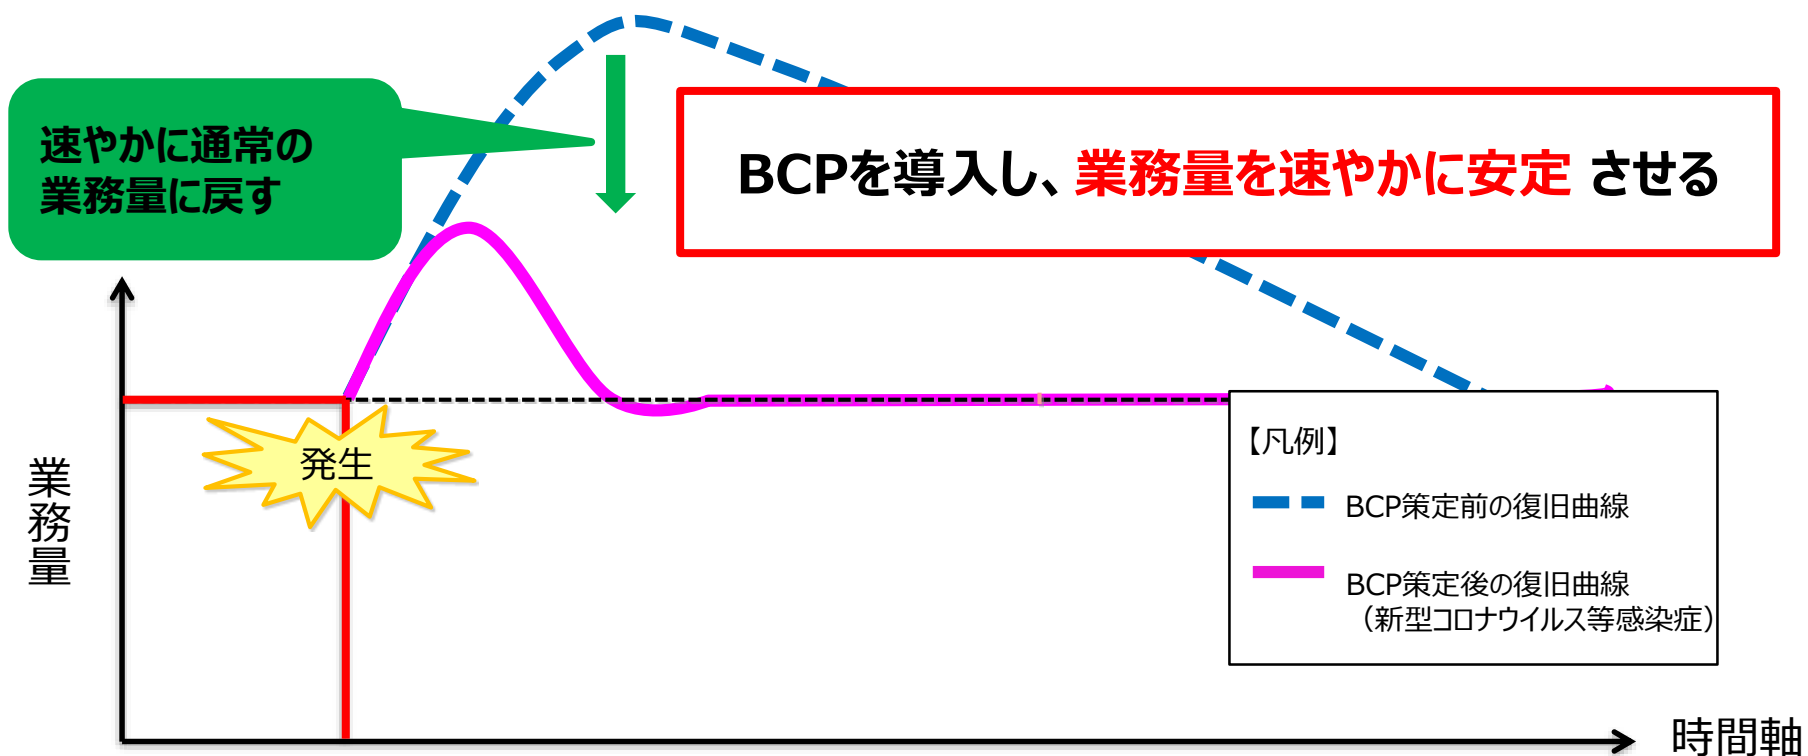 速やかに通常の
業務量に戻す
BCPを導入し、業務量を速やかに安定 させる
発生
業務量
【凡例】
BCP策定前の復旧曲線
BCP策定後の復旧曲線
（新型コロナウイルス等感染症）
時間軸